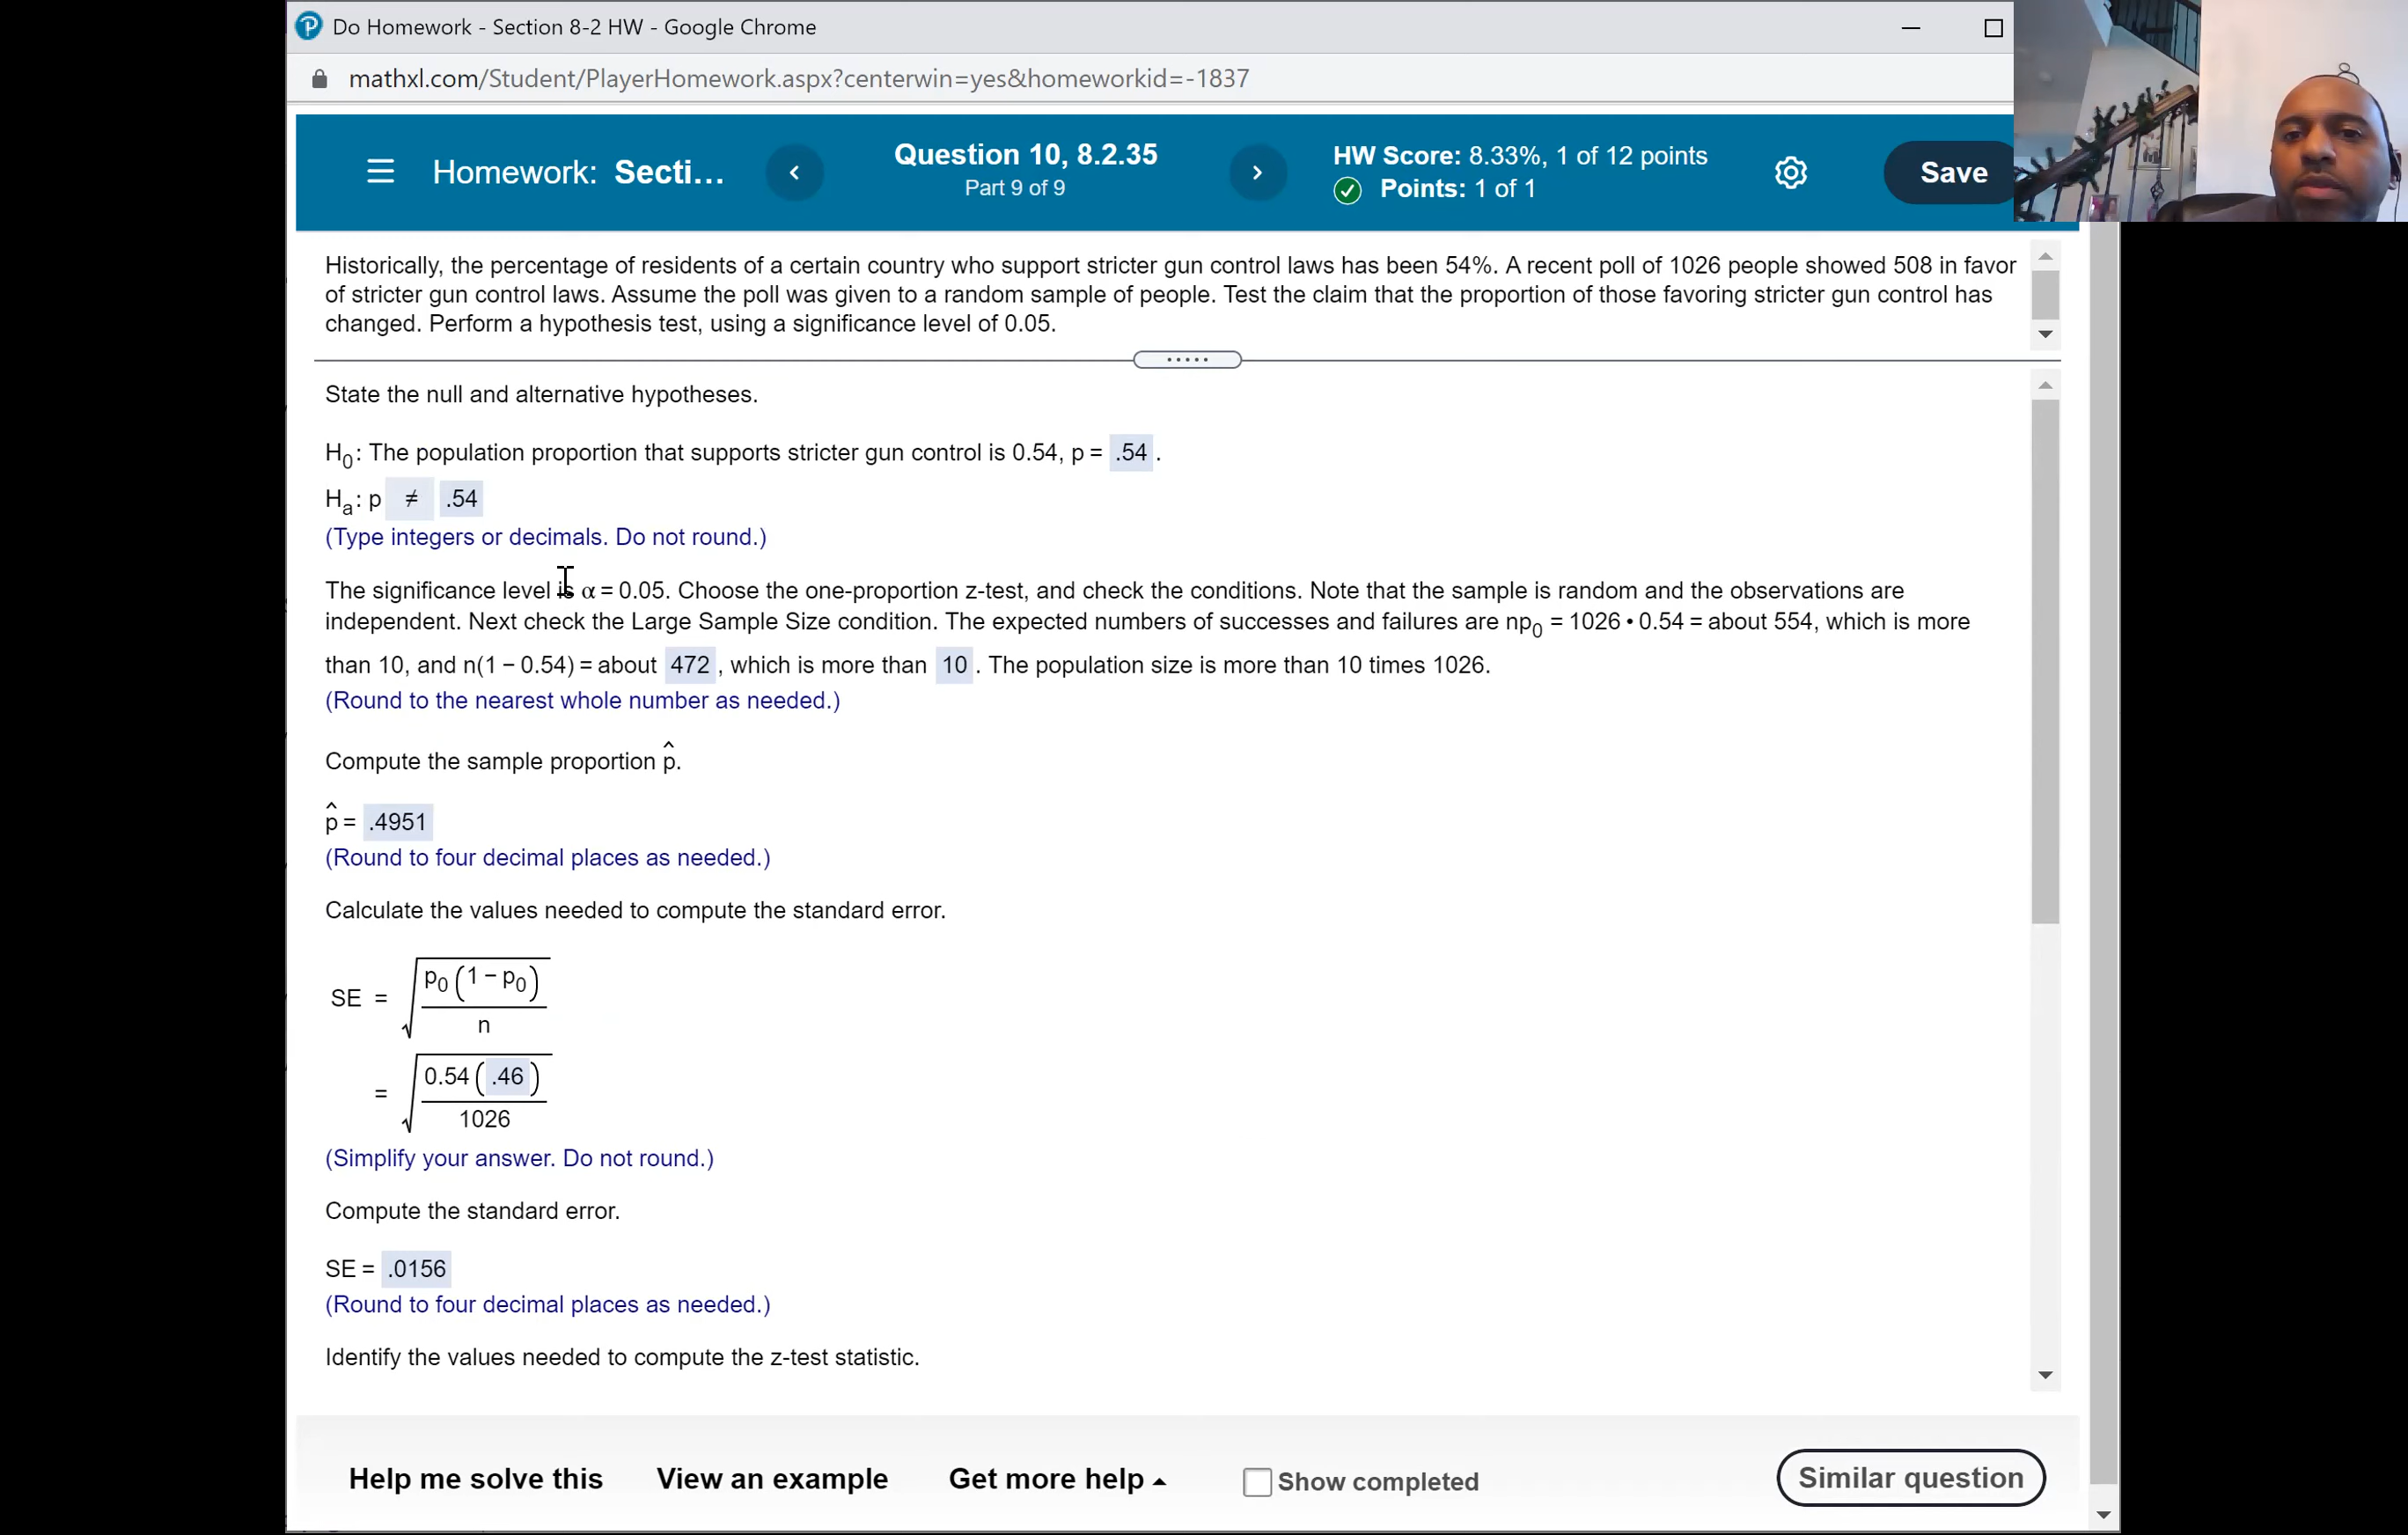 Do Homework - Section 8-2 HW - Google Chrome
mathxl.com/Student/PlayerHomework.aspx?centerwin=yes&homeworkid=-1837
Homework: Secti...
Question 10, 8.2.35
Part 9 of 9
HW Score: 8.33%, 1 of 12 points
Points: 1 of 1
Save
Historically, the percentage of residents of a certain country who support stricter gun control laws has been 54%. A recent poll of 1026 people showed 508 in favor
of stricter gun control laws. Assume the poll was given to a random sample of people. Test the claim that the proportion of those favoring stricter gun control has
changed. Perform a hypothesis test, using a significance level of 0.05.
State the null and alternative hypotheses.
H₀: The population proportion that supports stricter gun control is 0.54, p = .54 .
Hₐ: p ≠ .54
(Type integers or decimals. Do not round.)
The significance level is α = 0.05. Choose the one-proportion z-test, and check the conditions. Note that the sample is random and the observations are
independent. Next check the Large Sample Size condition. The expected numbers of successes and failures are np₀ = 1026 • 0.54 = about 554, which is more
than 10, and n(1 − 0.54) = about 472 , which is more than 10 . The population size is more than 10 times 1026.
(Round to the nearest whole number as needed.)
Compute the sample proportion p̂.
p̂ = .4951
(Round to four decimal places as needed.)
Calculate the values needed to compute the standard error.
SE = √(p₀(1 − p₀)/n)
= √(0.54(.46)/1026)
(Simplify your answer. Do not round.)
Compute the standard error.
SE = .0156
(Round to four decimal places as needed.)
Identify the values needed to compute the z-test statistic.
Help me solve this
View an example
Get more help
Show completed
Similar question